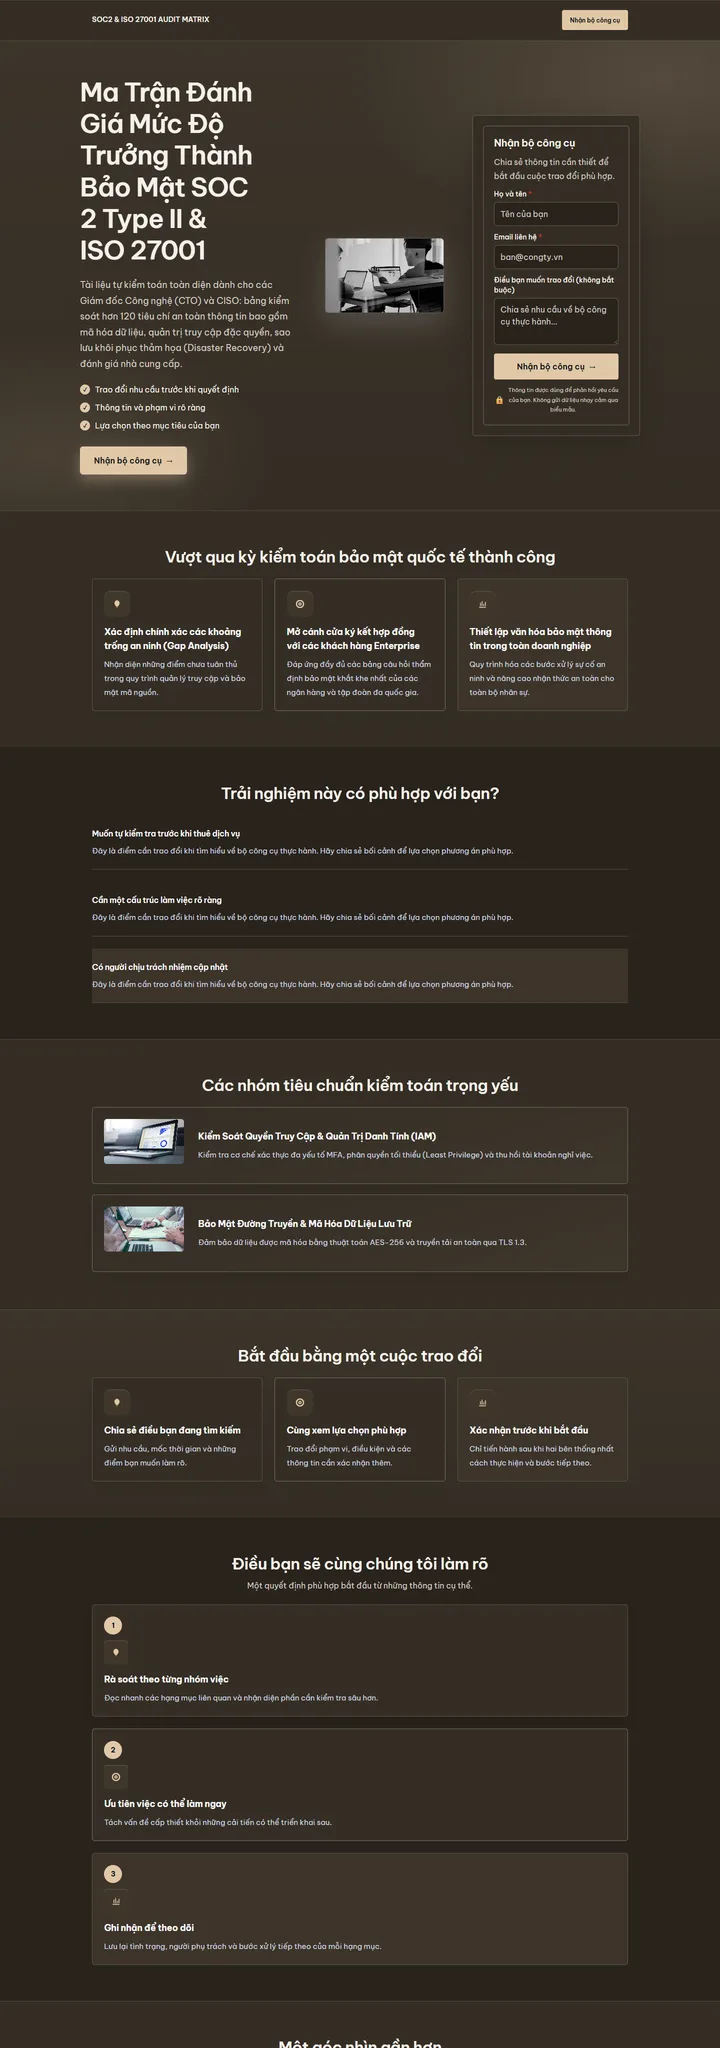 SOC2 & ISO 27001 AUDIT MATRIX
Nhận bộ công cụ
Ma Trận Đánh
Giá Mức Độ
Trưởng Thành
Bảo Mật SOC
2 Type II &
ISO 27001
Tài liệu tự kiểm toán toàn diện dành cho các
Giám đốc Công nghệ (CTO) và CISO: bảng kiểm
soát hơn 120 tiêu chí an toàn thông tin bao gồm
mã hóa dữ liệu, quản trị truy cập đặc quyền, sao
lưu khôi phục thảm họa (Disaster Recovery) và
đánh giá nhà cung cấp.
Trao đổi nhu cầu trước khi quyết định
Thông tin và phạm vi rõ ràng
Lựa chọn theo mục tiêu của bạn
Nhận bộ công cụ →
Nhận bộ công cụ
Chia sẻ thông tin cần thiết để
bắt đầu cuộc trao đổi phù hợp.
Họ và tên *
Tên của bạn
Email liên hệ *
ban@congty.vn
Điều bạn muốn trao đổi (không bắt
buộc)
Chia sẻ nhu cầu về bộ công
cụ thực hành...
Nhận bộ công cụ →
Thông tin được dùng để phản hồi yêu cầu
của bạn. Không gửi dữ liệu nhạy cảm qua
biểu mẫu.
Vượt qua kỳ kiểm toán bảo mật quốc tế thành công
Xác định chính xác các khoảng
trống an ninh (Gap Analysis)
Nhận diện những điểm chưa tuân thủ
trong quy trình quản lý truy cập và bảo
mật mã nguồn.
Mở cánh cửa ký kết hợp đồng
với các khách hàng Enterprise
Đáp ứng đầy đủ các bảng câu hỏi thẩm
định bảo mật khắt khe nhất của các
ngân hàng và tập đoàn đa quốc gia.
Thiết lập văn hóa bảo mật thông
tin trong toàn doanh nghiệp
Quy trình hóa các bước xử lý sự cố an
ninh và nâng cao nhận thức an toàn cho
toàn bộ nhân sự.
Trải nghiệm này có phù hợp với bạn?
Muốn tự kiểm tra trước khi thuê dịch vụ
Đây là điểm cần trao đổi khi tìm hiểu về bộ công cụ thực hành. Hãy chia sẻ bối cảnh để lựa chọn phương án phù hợp.
Cần một cấu trúc làm việc rõ ràng
Đây là điểm cần trao đổi khi tìm hiểu về bộ công cụ thực hành. Hãy chia sẻ bối cảnh để lựa chọn phương án phù hợp.
Có người chịu trách nhiệm cập nhật
Đây là điểm cần trao đổi khi tìm hiểu về bộ công cụ thực hành. Hãy chia sẻ bối cảnh để lựa chọn phương án phù hợp.
Các nhóm tiêu chuẩn kiểm toán trọng yếu
Kiểm Soát Quyền Truy Cập & Quản Trị Danh Tính (IAM)
Kiểm tra cơ chế xác thực đa yếu tố MFA, phân quyền tối thiểu (Least Privilege) và thu hồi tài khoản nghỉ việc.
Bảo Mật Đường Truyền & Mã Hóa Dữ Liệu Lưu Trữ
Đảm bảo dữ liệu được mã hóa bằng thuật toán AES-256 và truyền tải an toàn qua TLS 1.3.
Bắt đầu bằng một cuộc trao đổi
Chia sẻ điều bạn đang tìm kiếm
Gửi nhu cầu, mốc thời gian và những
điểm bạn muốn làm rõ.
Cùng xem lựa chọn phù hợp
Trao đổi phạm vi, điều kiện và các
thông tin cần xác nhận thêm.
Xác nhận trước khi bắt đầu
Chỉ tiến hành sau khi hai bên thống nhất
cách thực hiện và bước tiếp theo.
Điều bạn sẽ cùng chúng tôi làm rõ
Một quyết định phù hợp bắt đầu từ những thông tin cụ thể.
1
Rà soát theo từng nhóm việc
Đọc nhanh các hạng mục liên quan và nhận diện phần cần kiểm tra sâu hơn.
2
Ưu tiên việc có thể làm ngay
Tách vấn đề cấp thiết khỏi những cải tiến có thể triển khai sau.
3
Ghi nhận để theo dõi
Lưu lại tình trạng, người phụ trách và bước xử lý tiếp theo của mỗi hạng mục.
Một góc nhìn gần hơn